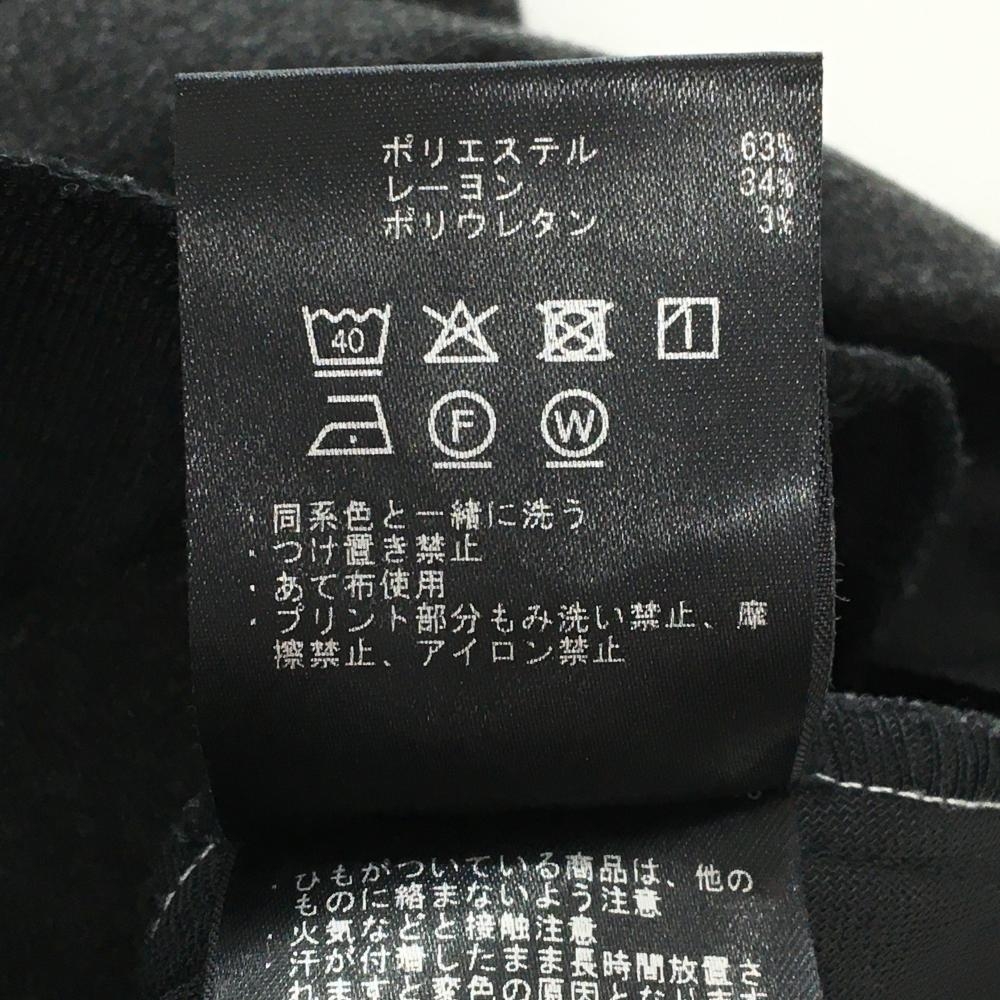 ポリエステル 63%
レーヨン 34%
ポリウレタン 3%
40
F W
・同系色と一緒に洗う
・つけ置き禁止
・あて布使用
・プリント部分もみ洗い禁止、摩
擦禁止、アイロン禁止
・ひもがついている商品は、他の
ものに絡まないよう注意
・火気などと接触注意
・汗が付着したまま長時間放置さ
れますと変色の原因となります